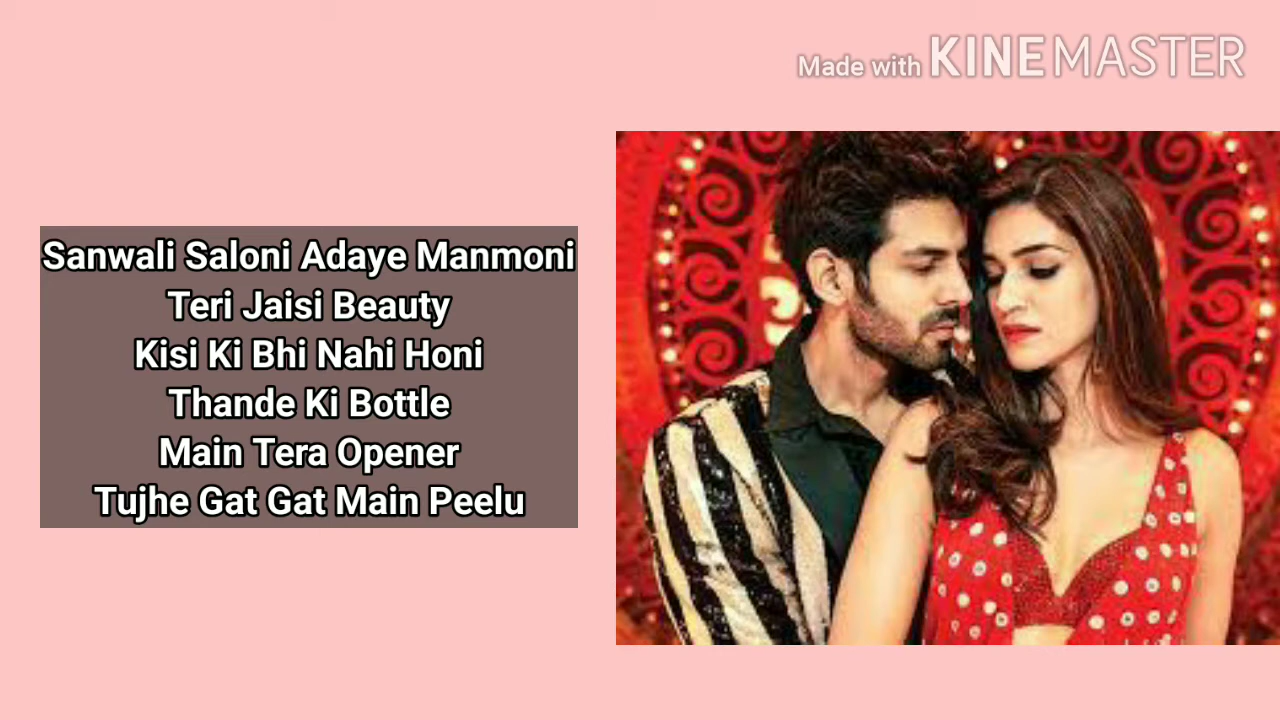 Made with KINEMASTER
Sanwali Saloni Adaye Manmoni
Teri Jaisi Beauty
Kisi Ki Bhi Nahi Honi
Thande Ki Bottle
Main Tera Opener
Tujhe Gat Gat Main Peelu